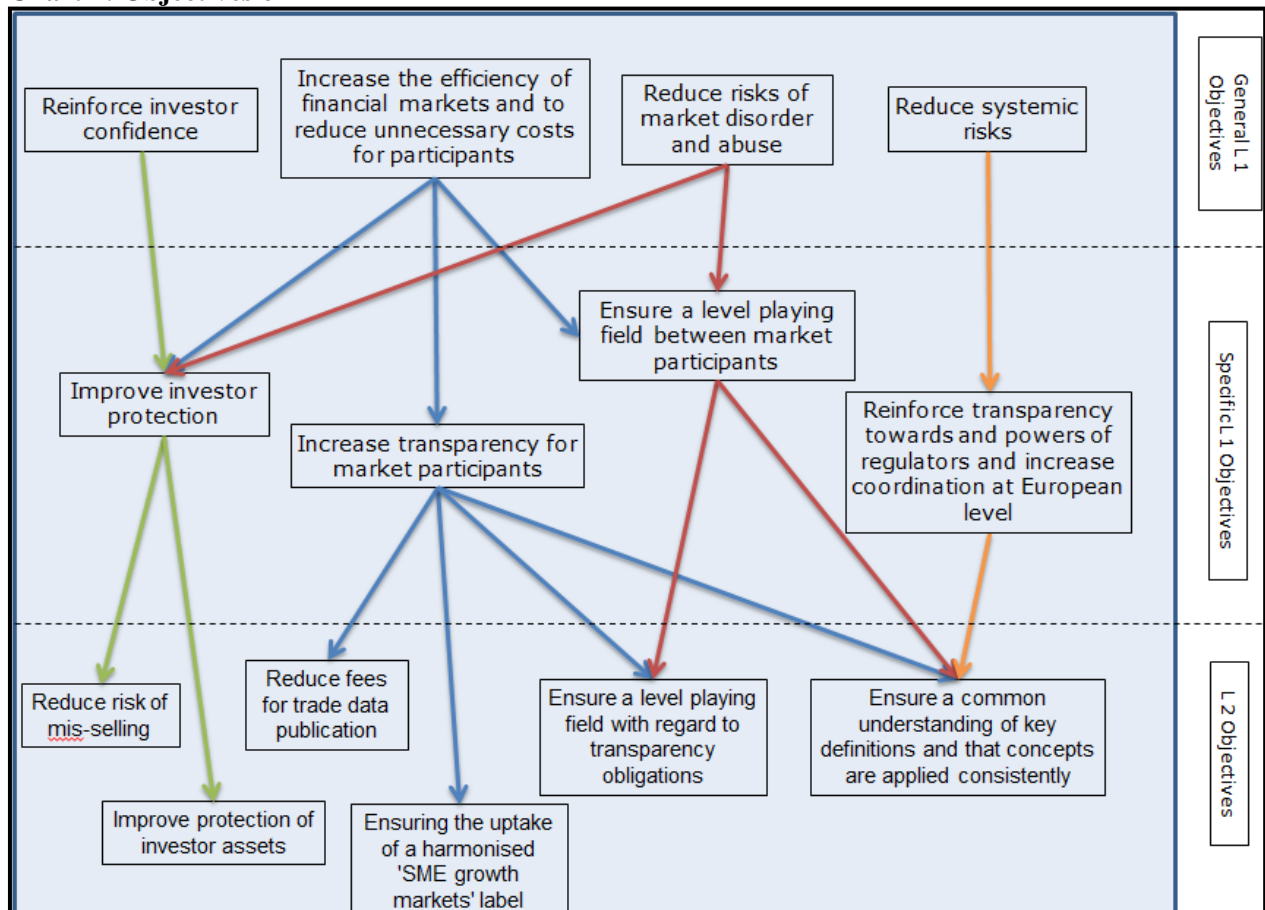 Reinforce investor
confidence
Increase the efficiency of
financial markets and to
reduce unnecessary costs
for participants
Reduce risks of
market disorder
and abuse
Reduce systemic
risks
General L 1
Objectives
Improve investor
protection
Increase transparency for
market participants
Ensure a level playing
field between market
participants
Reinforce transparency
towards and powers of
regulators and increase
coordination at European
level
Specific L 1 Objectives
Reduce risk of
mis-selling
Improve protection of
investor assets
Reduce fees
for trade data
publication
Ensuring the uptake
of a harmonised
'SME growth
markets' label
Ensure a level playing
field with regard to
transparency
obligations
Ensure a common
understanding of key
definitions and that concepts
are applied consistently
L 2 Objectives